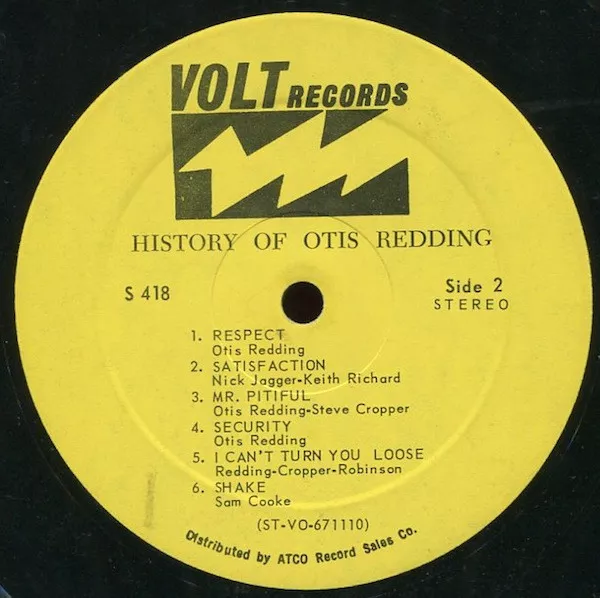 VOLT RECORDS
HISTORY OF OTIS REDDING
S 418
Side 2
STEREO
1. RESPECT
Otis Redding
2. SATISFACTION
Nick Jagger-Keith Richard
3. MR. PITIFUL
Otis Redding-Steve Cropper
4. SECURITY
Otis Redding
5. I CAN'T TURN YOU LOOSE
Redding-Cropper-Robinson
6. SHAKE
Sam Cooke
(ST-VO-671110)
Distributed by ATCO Record Sales Co.